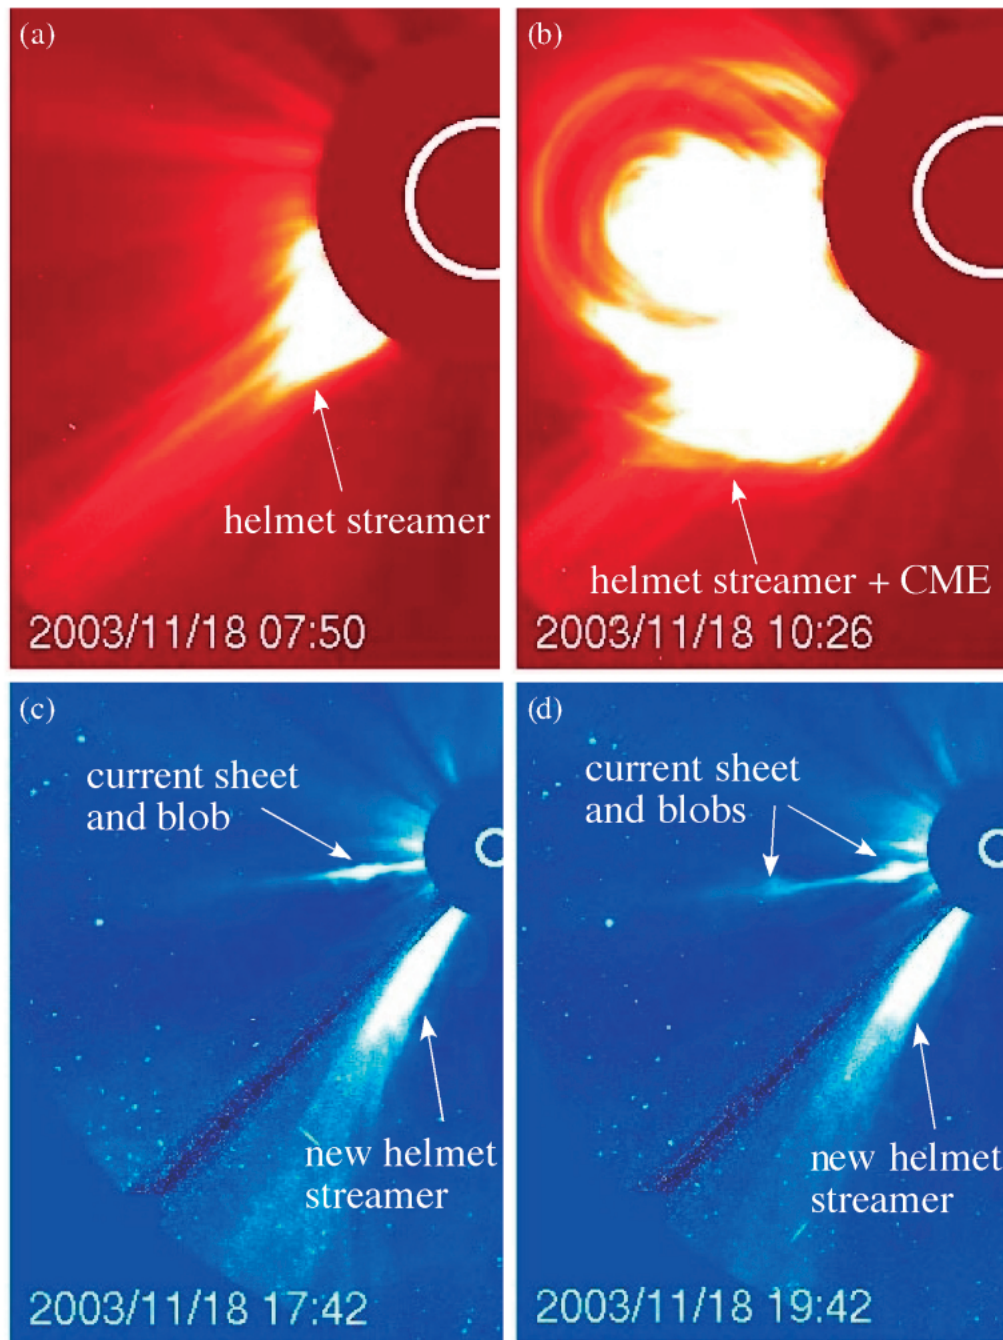 (a)
helmet streamer
2003/11/18 07:50
(b)
helmet streamer + CME
2003/11/18 10:26
(c)
current sheet
and blob
new helmet
streamer
2003/11/18 17:42
(d)
current sheet
and blobs
new helmet
streamer
2003/11/18 19:42